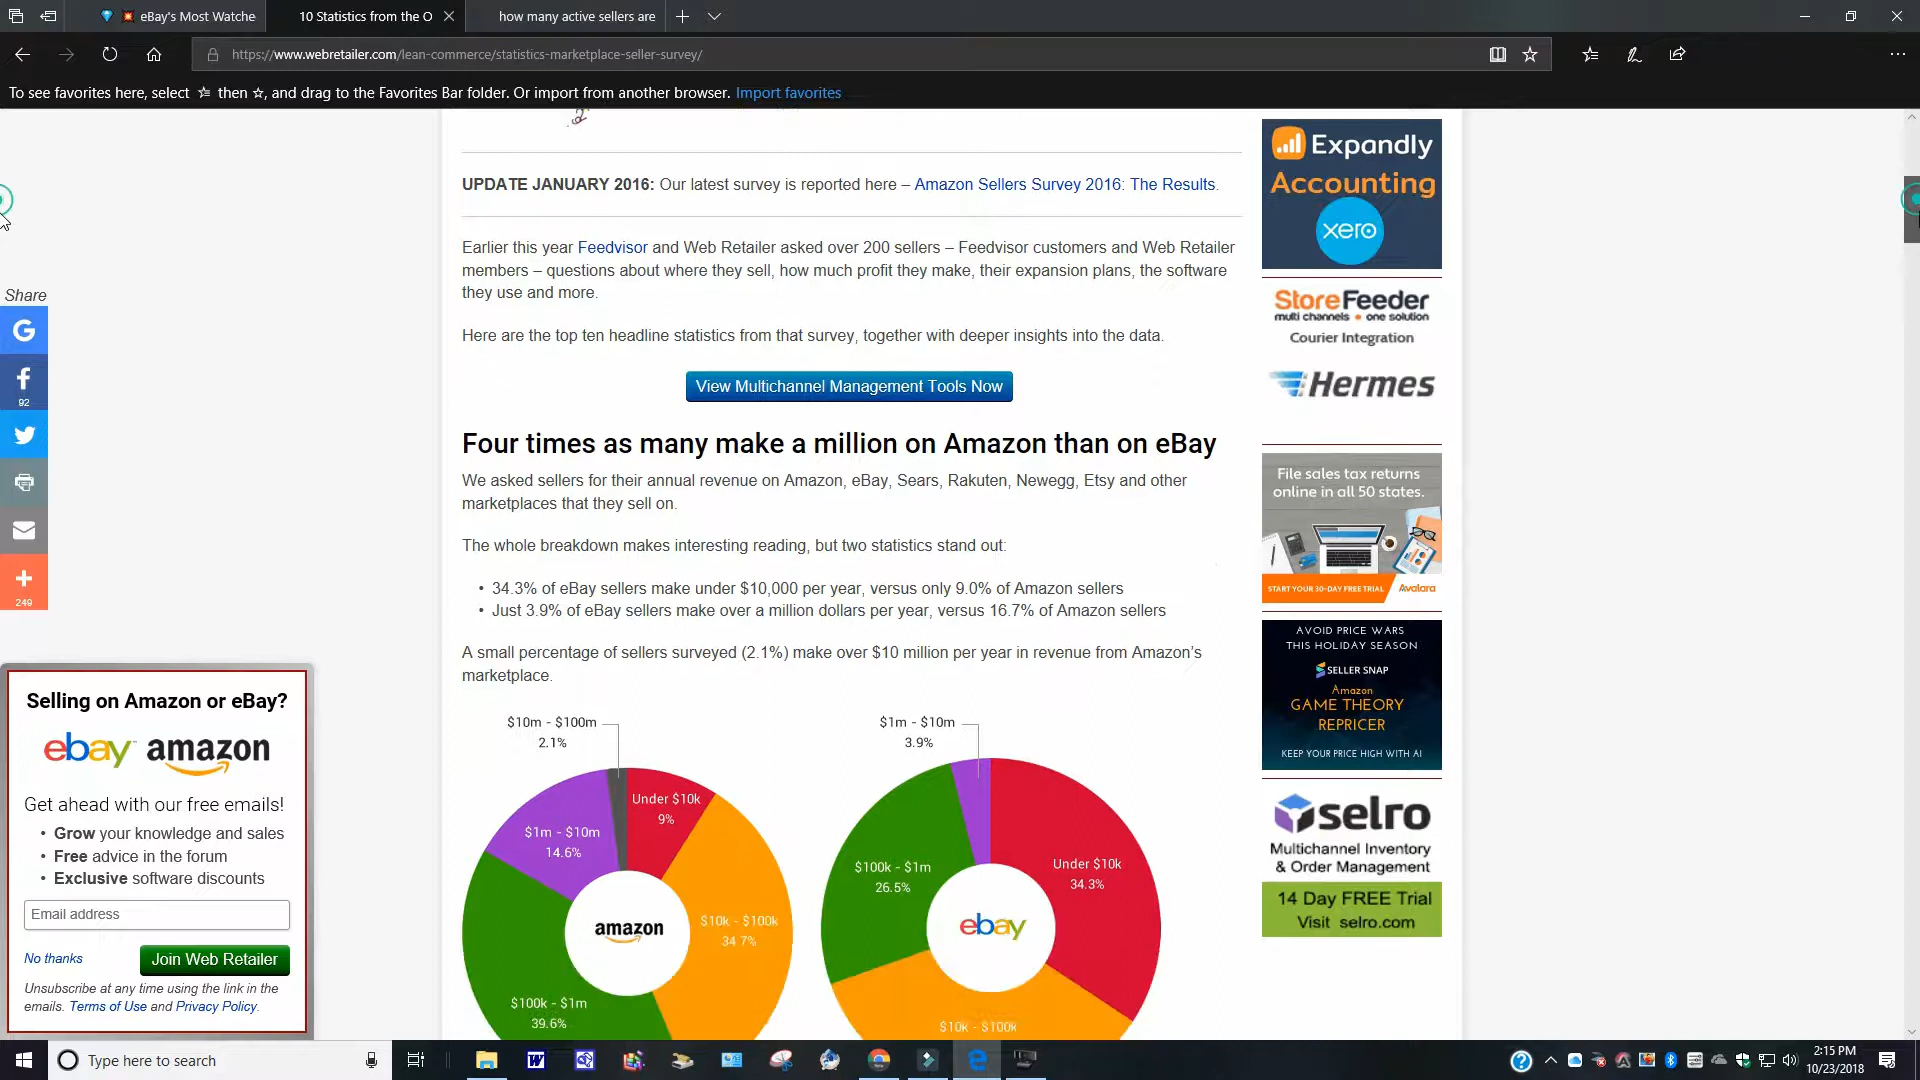 eBay's Most Watche
10 Statistics from the O
how many active sellers are
https://www.webretailer.com/lean-commerce/statistics-marketplace-seller-survey/
To see favorites here, select then , and drag to the Favorites Bar folder. Or import from another browser. Import favorites
UPDATE JANUARY 2016: Our latest survey is reported here – Amazon Sellers Survey 2016: The Results.
Earlier this year Feedvisor and Web Retailer asked over 200 sellers – Feedvisor customers and Web Retailer
members – questions about where they sell, how much profit they make, their expansion plans, the software
they use and more.
Here are the top ten headline statistics from that survey, together with deeper insights into the data.
View Multichannel Management Tools Now
Four times as many make a million on Amazon than on eBay
We asked sellers for their annual revenue on Amazon, eBay, Sears, Rakuten, Newegg, Etsy and other
marketplaces that they sell on.
The whole breakdown makes interesting reading, but two statistics stand out:
• 34.3% of eBay sellers make under $10,000 per year, versus only 9.0% of Amazon sellers
• Just 3.9% of eBay sellers make over a million dollars per year, versus 16.7% of Amazon sellers
A small percentage of sellers surveyed (2.1%) make over $10 million per year in revenue from Amazon's
marketplace.
$10m - $100m
2.1%
Under $10k
9%
$1m - $10m
14.6%
amazon
$10k - $100k
34.7%
$100k - $1m
39.6%
$1m - $10m
3.9%
$100k - $1m
26.5%
Under $10k
34.3%
ebay
$10k - $100k
Expandly
Accounting
xero
StoreFeeder
multi channels • one solution
Courier Integration
Hermes
File sales tax returns
online in all 50 states.
START YOUR 30-DAY FREE TRIAL
Avalara
AVOID PRICE WARS
THIS HOLIDAY SEASON
SELLER SNAP
Amazon
GAME THEORY
REPRICER
KEEP YOUR PRICE HIGH WITH AI
selro
Multichannel Inventory
& Order Management
14 Day FREE Trial
Visit selro.com
Share
G
f
92
249
Selling on Amazon or eBay?
ebay amazon
Get ahead with our free emails!
• Grow your knowledge and sales
• Free advice in the forum
• Exclusive software discounts
Email address
No thanks
Join Web Retailer
Unsubscribe at any time using the link in the
emails. Terms of Use and Privacy Policy.
Type here to search
2:15 PM
10/23/2018